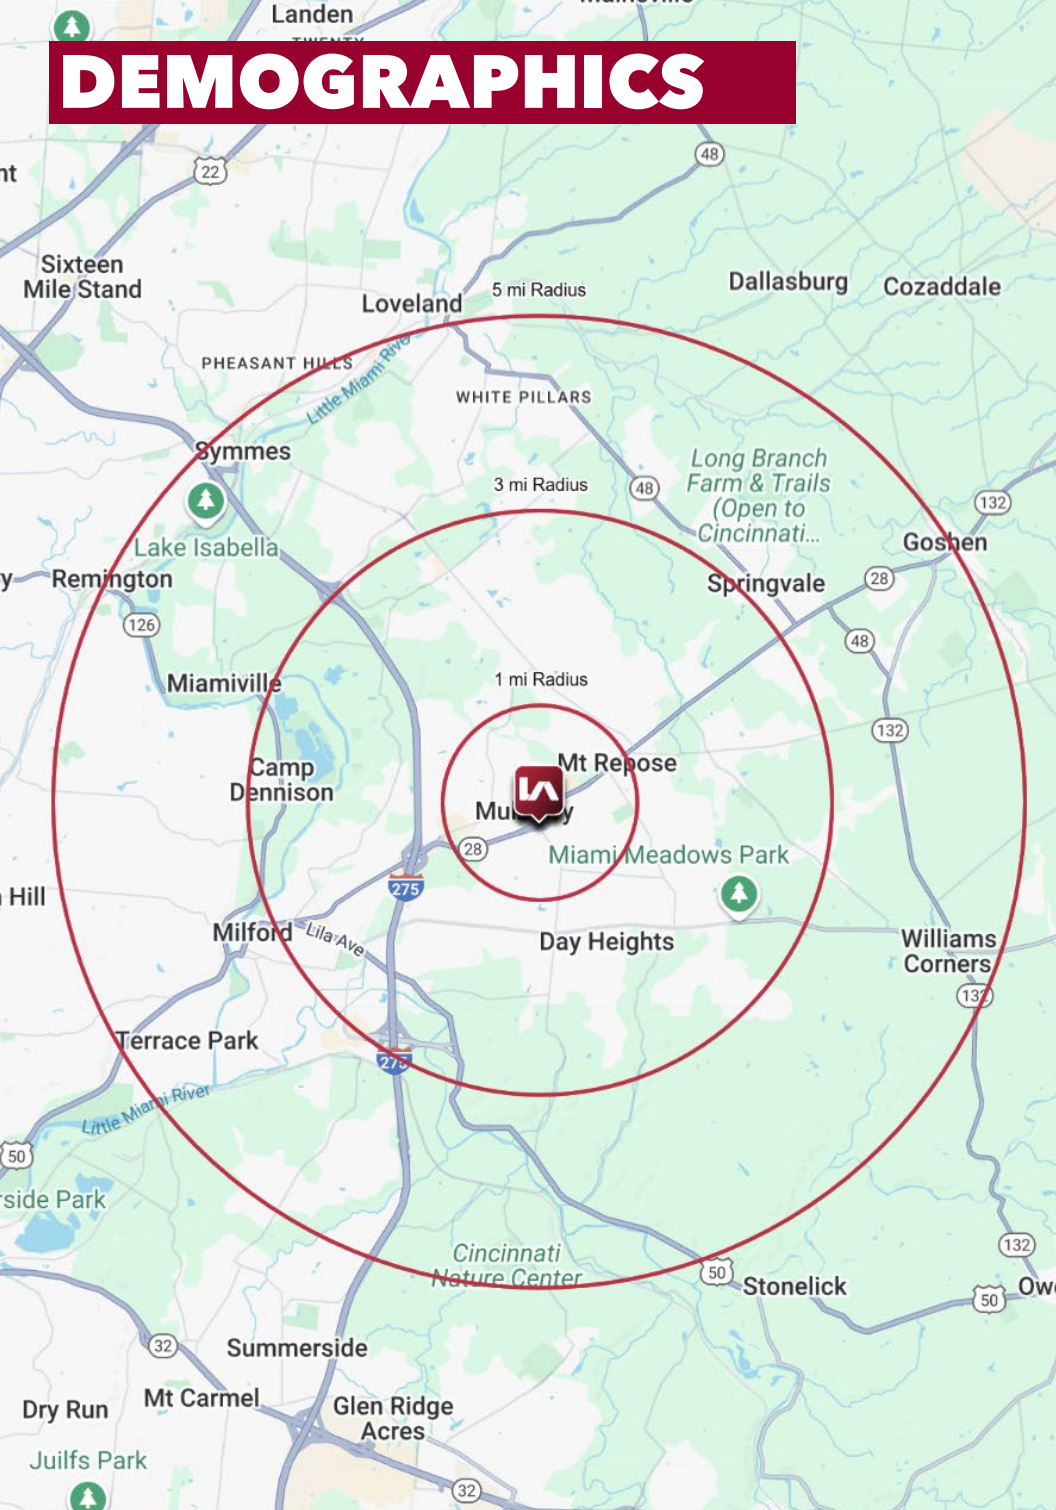 Landen
DEMOGRAPHICS
48
22
Sixteen
Mile Stand
Dallasburg
Cozaddale
Loveland
5 mi Radius
PHEASANT HILLS
Little Miami River
WHITE PILLARS
Symmes
Long Branch
Farm & Trails
(Open to
Cincinnati...
3 mi Radius
48
132
Lake Isabella
Goshen
Remington
Springvale
28
126
48
Miamiville
1 mi Radius
132
Mt Repose
Camp
Dennison
28
Miami Meadows Park
275
Hill
Milford
Lila Ave
Day Heights
Williams
Corners
132
Terrace Park
275
Little Miami River
50
Cincinnati
Nature Center
132
50
Stonelick
50
32
Summerside
Mt Carmel
Dry Run
Glen Ridge
Acres
Juilfs Park
32